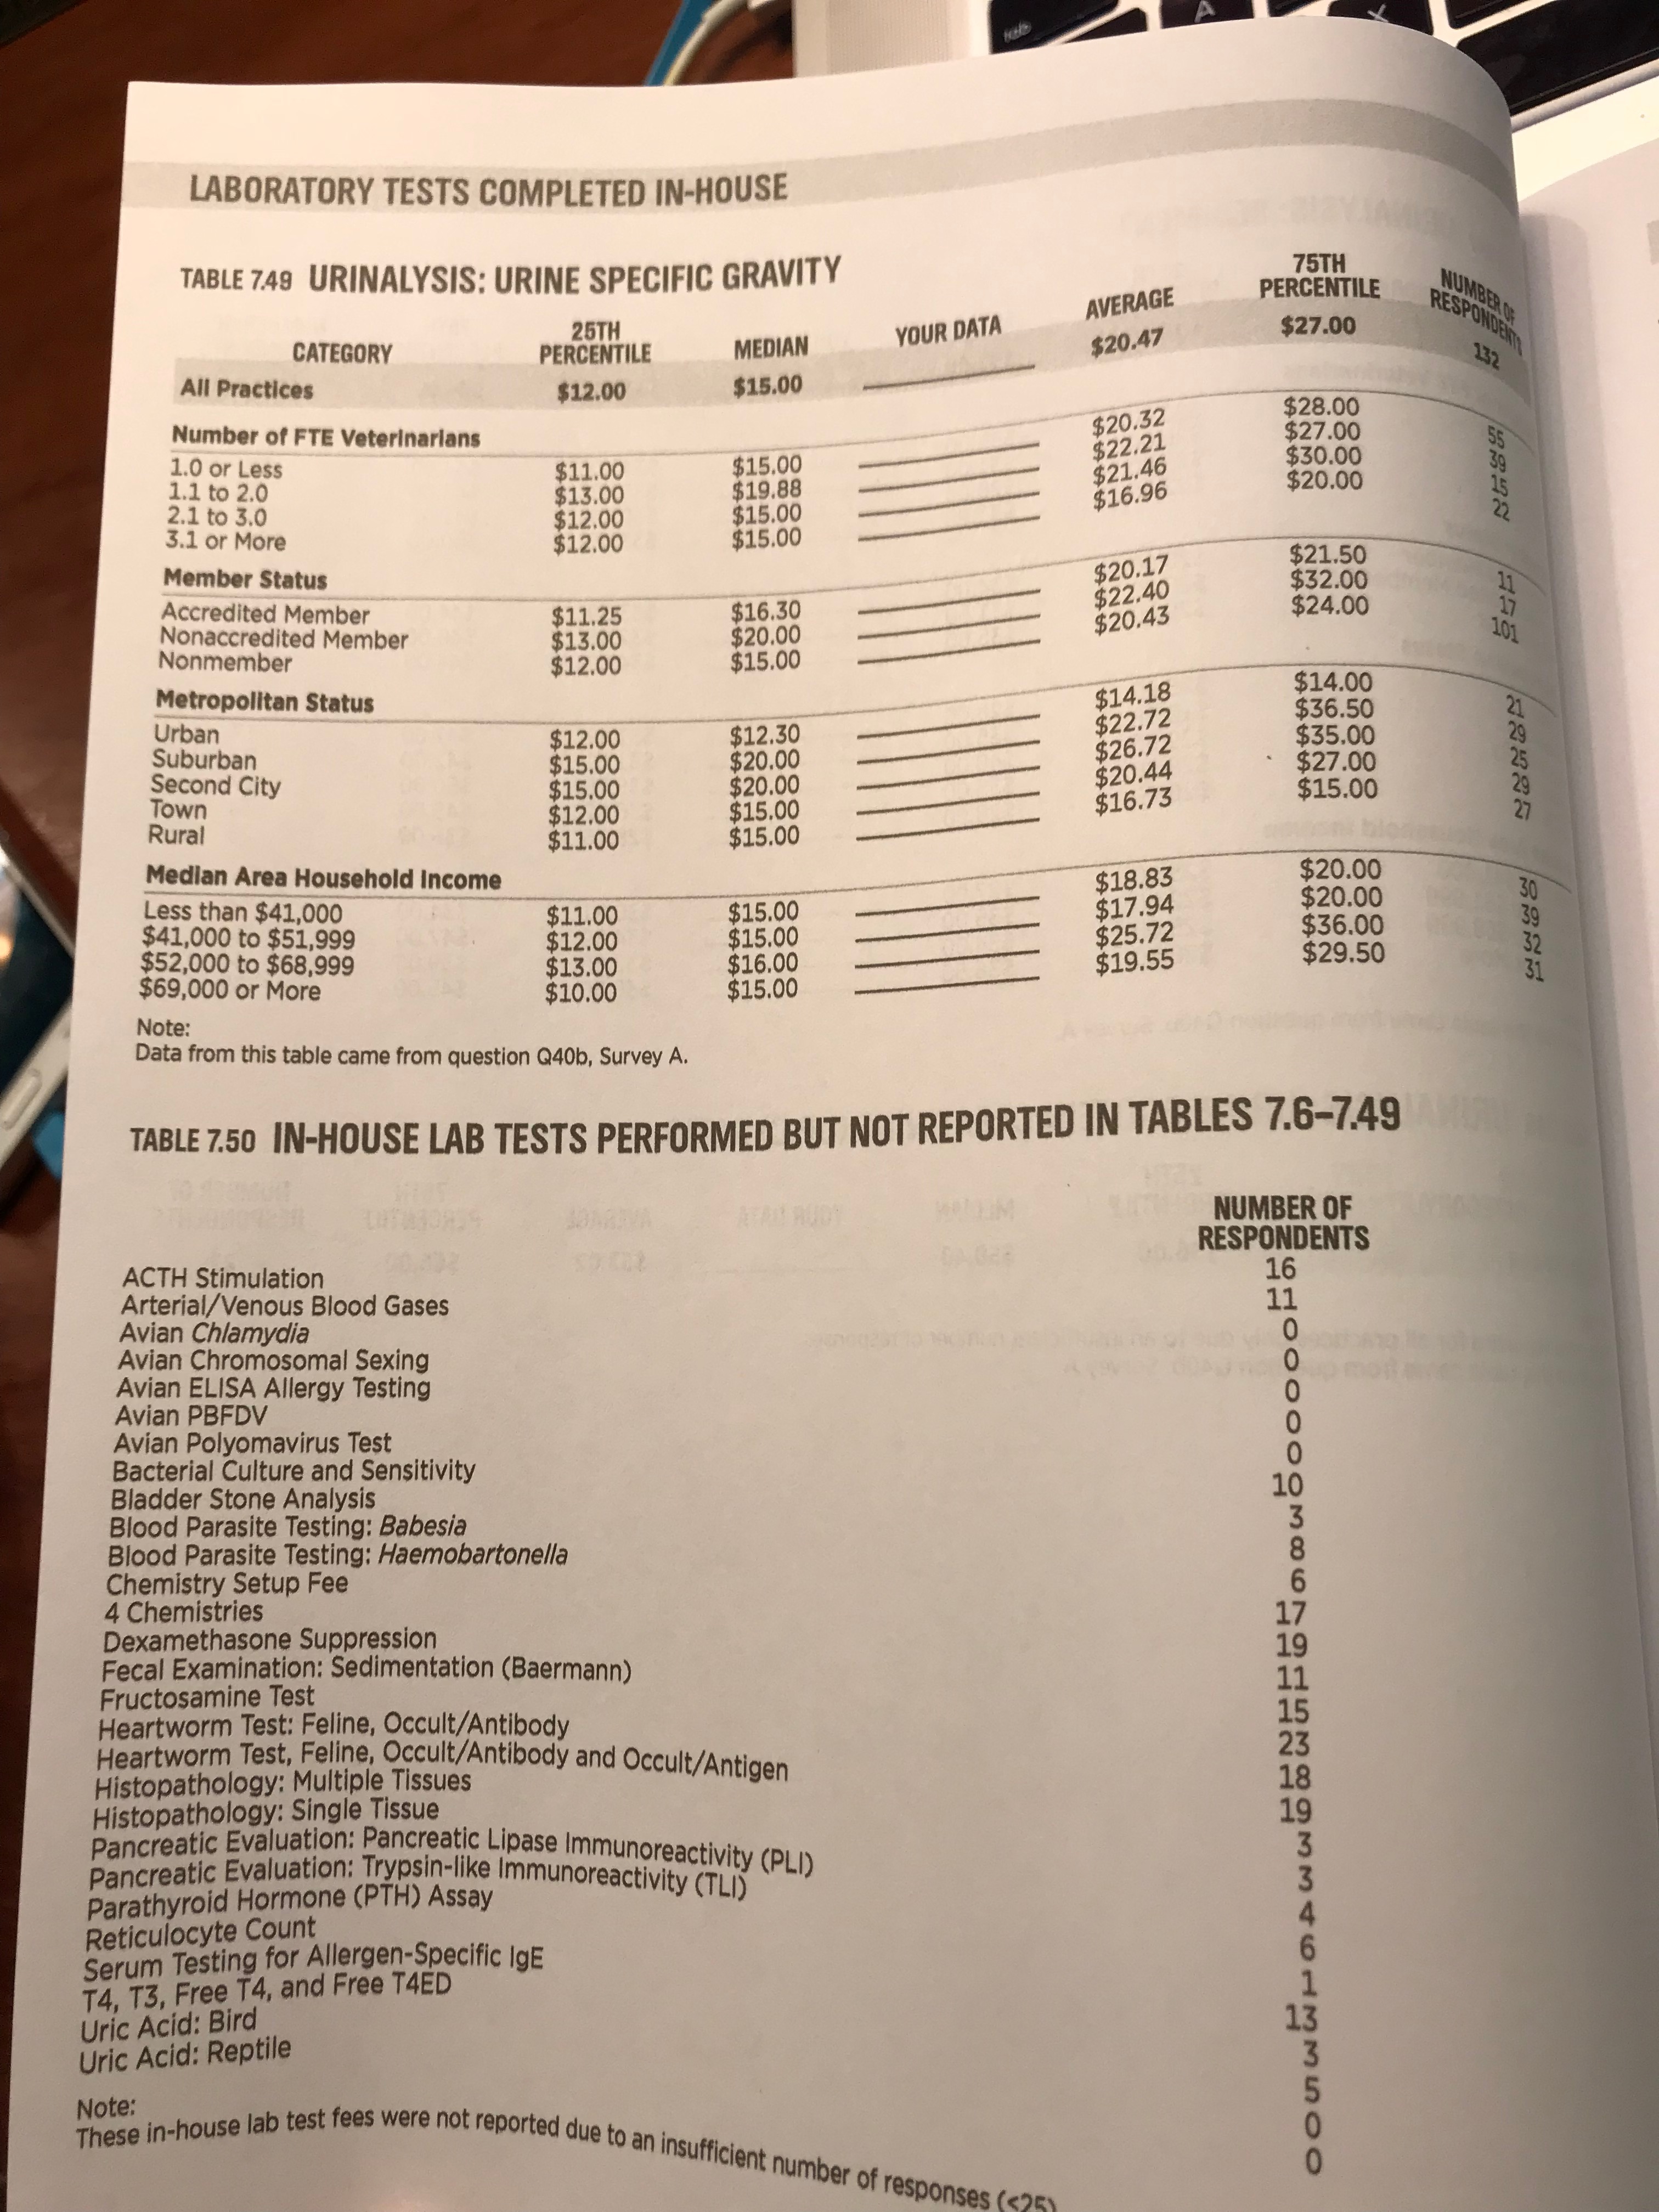 tab
A
X
LABORATORY TESTS COMPLETED IN-HOUSE
TABLE 7.49 URINALYSIS: URINE SPECIFIC GRAVITY
CATEGORY 25TH PERCENTILE MEDIAN YOUR DATA AVERAGE 75TH PERCENTILE NUMBER OF RESPONDENTS
All Practices $12.00 $15.00 $20.47 $27.00 132
Number of FTE Veterinarians
1.0 or Less $11.00 $15.00 $20.32 $28.00 55
1.1 to 2.0 $13.00 $19.88 $22.21 $27.00 39
2.1 to 3.0 $12.00 $15.00 $21.46 $30.00 15
3.1 or More $12.00 $15.00 $16.96 $20.00 22
Member Status
Accredited Member $11.25 $16.30 $20.17 $21.50 11
Nonaccredited Member $13.00 $20.00 $22.40 $32.00 17
Nonmember $12.00 $15.00 $20.43 $24.00 101
Metropolitan Status
Urban $12.00 $12.30 $14.18 $14.00 21
Suburban $15.00 $20.00 $22.72 $36.50 29
Second City $15.00 $20.00 $26.72 $35.00 25
Town $12.00 $15.00 $20.44 $27.00 29
Rural $11.00 $15.00 $16.73 $15.00 27
Median Area Household Income
Less than $41,000 $11.00 $15.00 $18.83 $20.00 30
$41,000 to $51,999 $12.00 $15.00 $17.94 $20.00 39
$52,000 to $68,999 $13.00 $16.00 $25.72 $36.00 32
$69,000 or More $10.00 $15.00 $19.55 $29.50 31
Note:
Data from this table came from question Q40b, Survey A.
TABLE 7.50 IN-HOUSE LAB TESTS PERFORMED BUT NOT REPORTED IN TABLES 7.6–7.49
NUMBER OF
RESPONDENTS
ACTH Stimulation 16
Arterial/Venous Blood Gases 11
Avian Chlamydia 0
Avian Chromosomal Sexing 0
Avian ELISA Allergy Testing 0
Avian PBFDV 0
Avian Polyomavirus Test 0
Bacterial Culture and Sensitivity 10
Bladder Stone Analysis 3
Blood Parasite Testing: Babesia 8
Blood Parasite Testing: Haemobartonella 6
Chemistry Setup Fee 17
4 Chemistries 19
Dexamethasone Suppression 11
Fecal Examination: Sedimentation (Baermann) 15
Fructosamine Test 23
Heartworm Test: Feline, Occult/Antibody 18
Heartworm Test, Feline, Occult/Antibody and Occult/Antigen 19
Histopathology: Multiple Tissues 3
Histopathology: Single Tissue 3
Pancreatic Evaluation: Pancreatic Lipase Immunoreactivity (PLI) 4
Pancreatic Evaluation: Trypsin-like Immunoreactivity (TLI) 6
Parathyroid Hormone (PTH) Assay 1
Reticulocyte Count 13
Serum Testing for Allergen-Specific IgE 3
T4, T3, Free T4, and Free T4ED 5
Uric Acid: Bird 0
Uric Acid: Reptile 0
Note:
These in-house lab test fees were not reported due to an insufficient number of responses (<25)